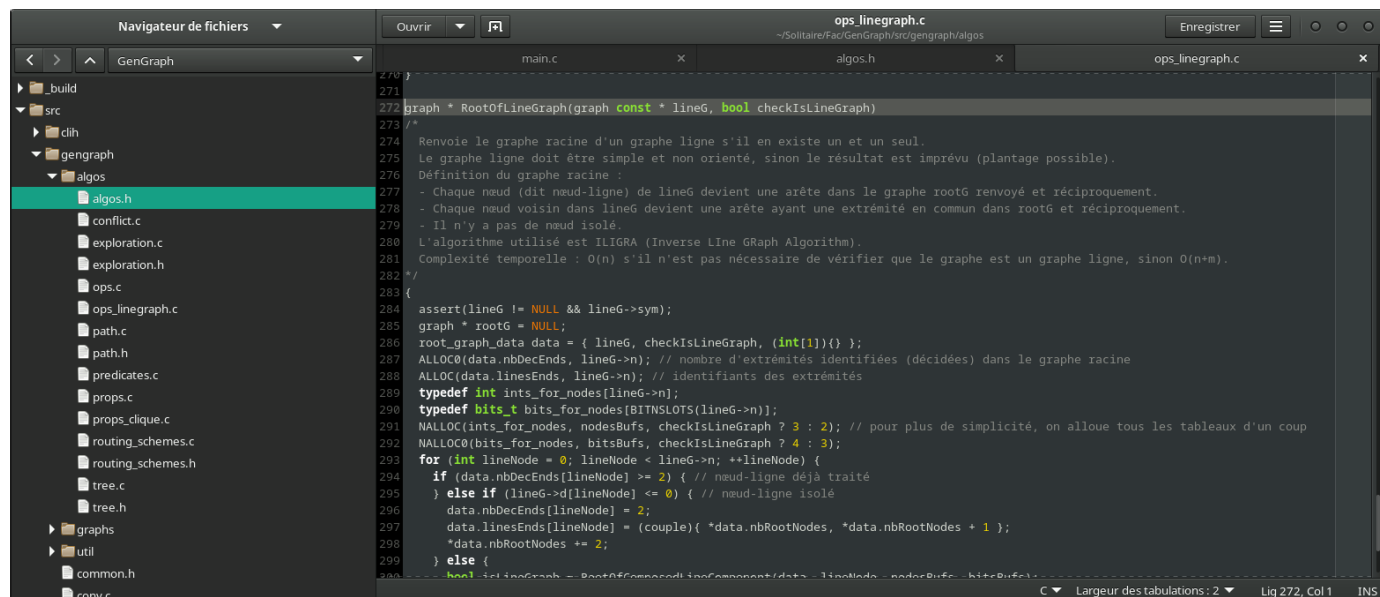 Navigateur de fichiers
Ouvrir
ops_linegraph.c
~/Solitaire/Fac/GenGraph/src/gengraph/algos
Enregistrer
GenGraph
main.c
algos.h
ops_linegraph.c
_build
src
clih
gengraph
algos
algos.h
conflict.c
exploration.c
exploration.h
ops.c
ops_linegraph.c
path.c
path.h
predicates.c
props.c
props_clique.c
routing_schemes.c
routing_schemes.h
tree.c
tree.h
graphs
util
common.h
conv.c
270 }
271
272 graph * RootOfLineGraph(graph const * lineG, bool checkIsLineGraph)
273 /*
274   Renvoie le graphe racine d'un graphe ligne s'il en existe un et un seul.
275   Le graphe ligne doit être simple et non orienté, sinon le résultat est imprévu (plantage possible).
276   Définition du graphe racine :
277   - Chaque nœud (dit nœud-ligne) de lineG devient une arête dans le graphe rootG renvoyé et réciproquement.
278   - Chaque nœud voisin dans lineG devient une arête ayant une extrémité en commun dans rootG et réciproquement.
279   - Il n'y a pas de nœud isolé.
280   L'algorithme utilisé est ILIGRA (Inverse LIne GRaph Algorithm).
281   Complexité temporelle : O(n) s'il n'est pas nécessaire de vérifier que le graphe est un graphe ligne, sinon O(n+m).
282 */
283 {
284   assert(lineG != NULL && lineG->sym);
285   graph * rootG = NULL;
286   root_graph_data data = { lineG, checkIsLineGraph, (int[1]){} };
287   ALLOC0(data.nbDecEnds, lineG->n); // nombre d'extrémités identifiées (décidées) dans le graphe racine
288   ALLOC(data.linesEnds, lineG->n); // identifiants des extrémités
289   typedef int ints_for_nodes[lineG->n];
290   typedef bits_t bits_for_nodes[BITNSLOTS(lineG->n)];
291   NALLOC(ints_for_nodes, nodesBufs, checkIsLineGraph ? 3 : 2); // pour plus de simplicité, on alloue tous les tableaux d'un coup
292   NALLOC0(bits_for_nodes, bitsBufs, checkIsLineGraph ? 4 : 3);
293   for (int lineNode = 0; lineNode < lineG->n; ++lineNode) {
294     if (data.nbDecEnds[lineNode] >= 2) { // nœud-ligne déjà traité
295     } else if (lineG->d[lineNode] <= 0) { // nœud-ligne isolé
296       data.nbDecEnds[lineNode] = 2;
297       data.linesEnds[lineNode] = (couple){ *data.nbRootNodes, *data.nbRootNodes + 1 };
298       *data.nbRootNodes += 2;
299     } else {
300       bool isLineGraph = RootOfComposedLineComponent(data, lineNode, nodesBufs, bitsBufs);
C
Largeur des tabulations : 2
Lig 272, Col 1
INS